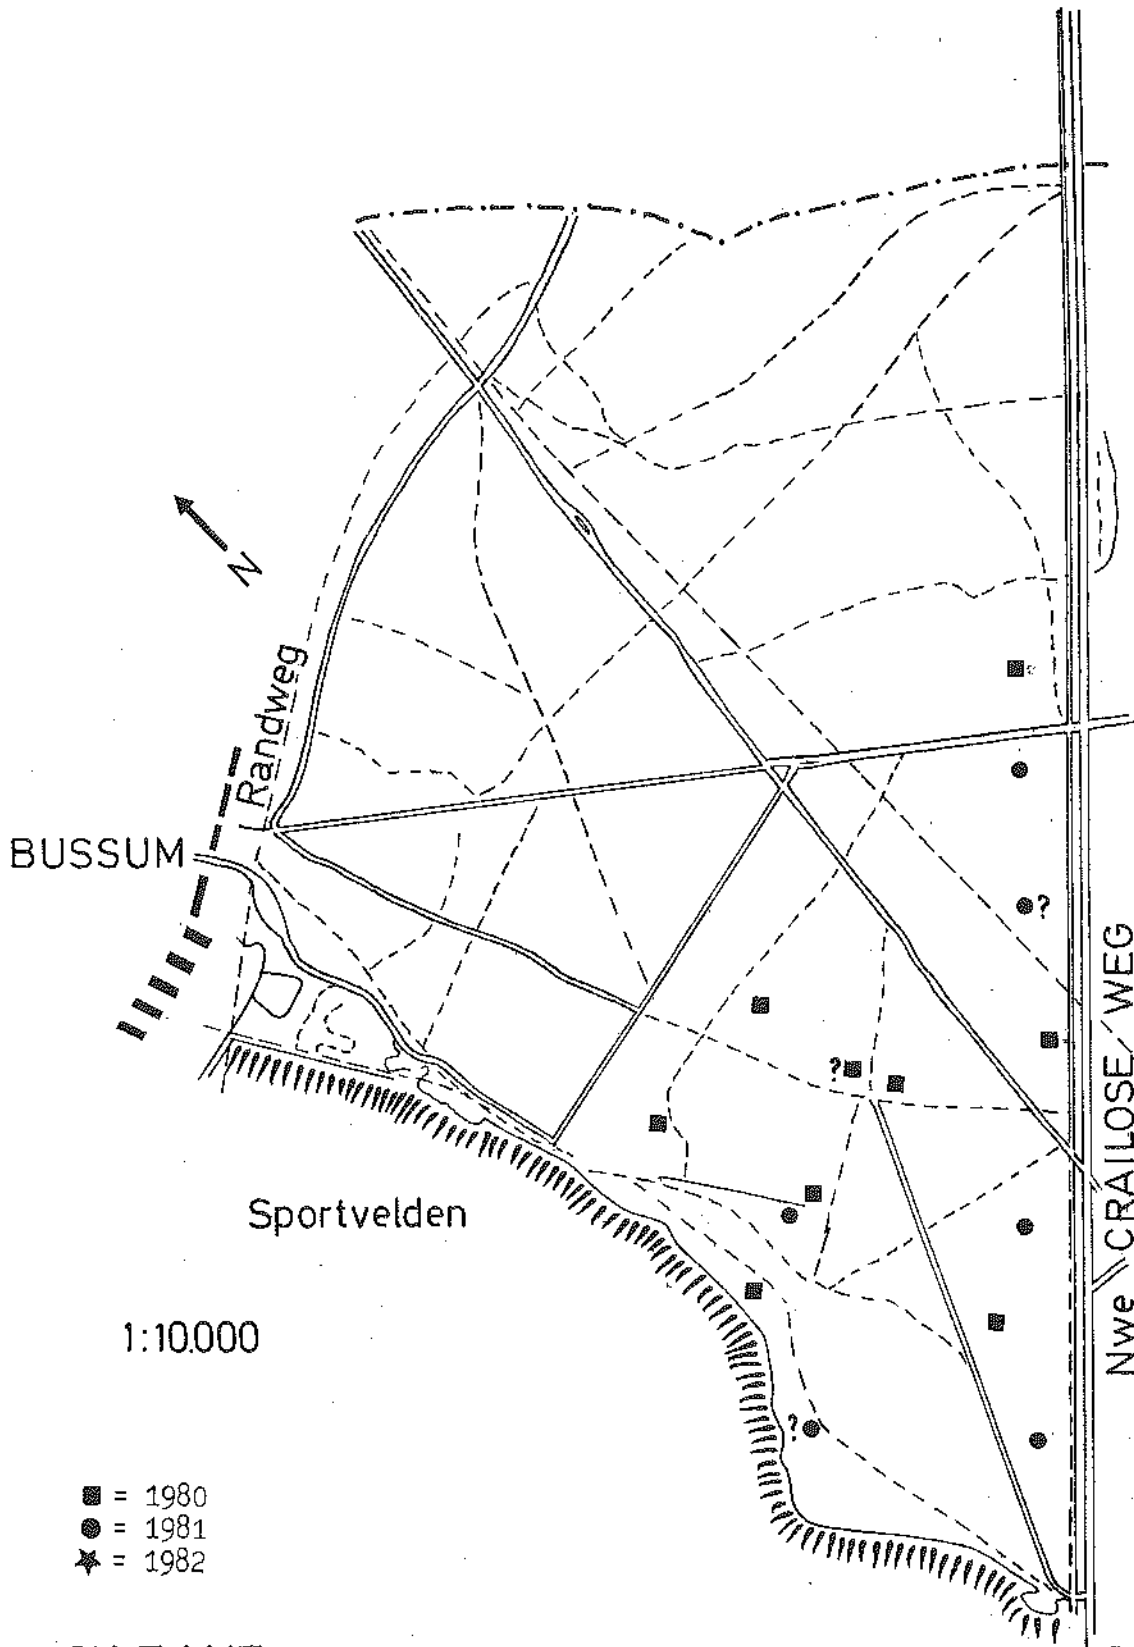 N
Randweg
BUSSUM
?
?
Nwe CRAILOSE WEG
Sportvelden
1:10.000
?
■ = 1980
● = 1981
★ = 1982